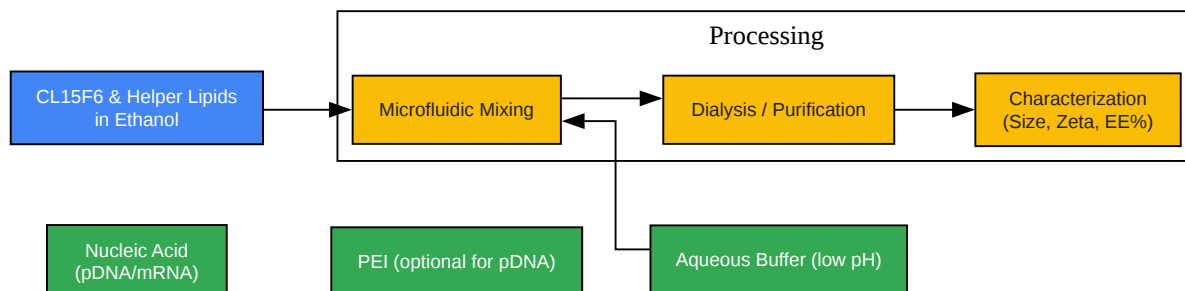 Processing
CL15F6 & Helper Lipids
in Ethanol
Microfluidic Mixing
Dialysis / Purification
Characterization
(Size, Zeta, EE%)
Nucleic Acid
(pDNA/mRNA)
PEI (optional for pDNA)
Aqueous Buffer (low pH)